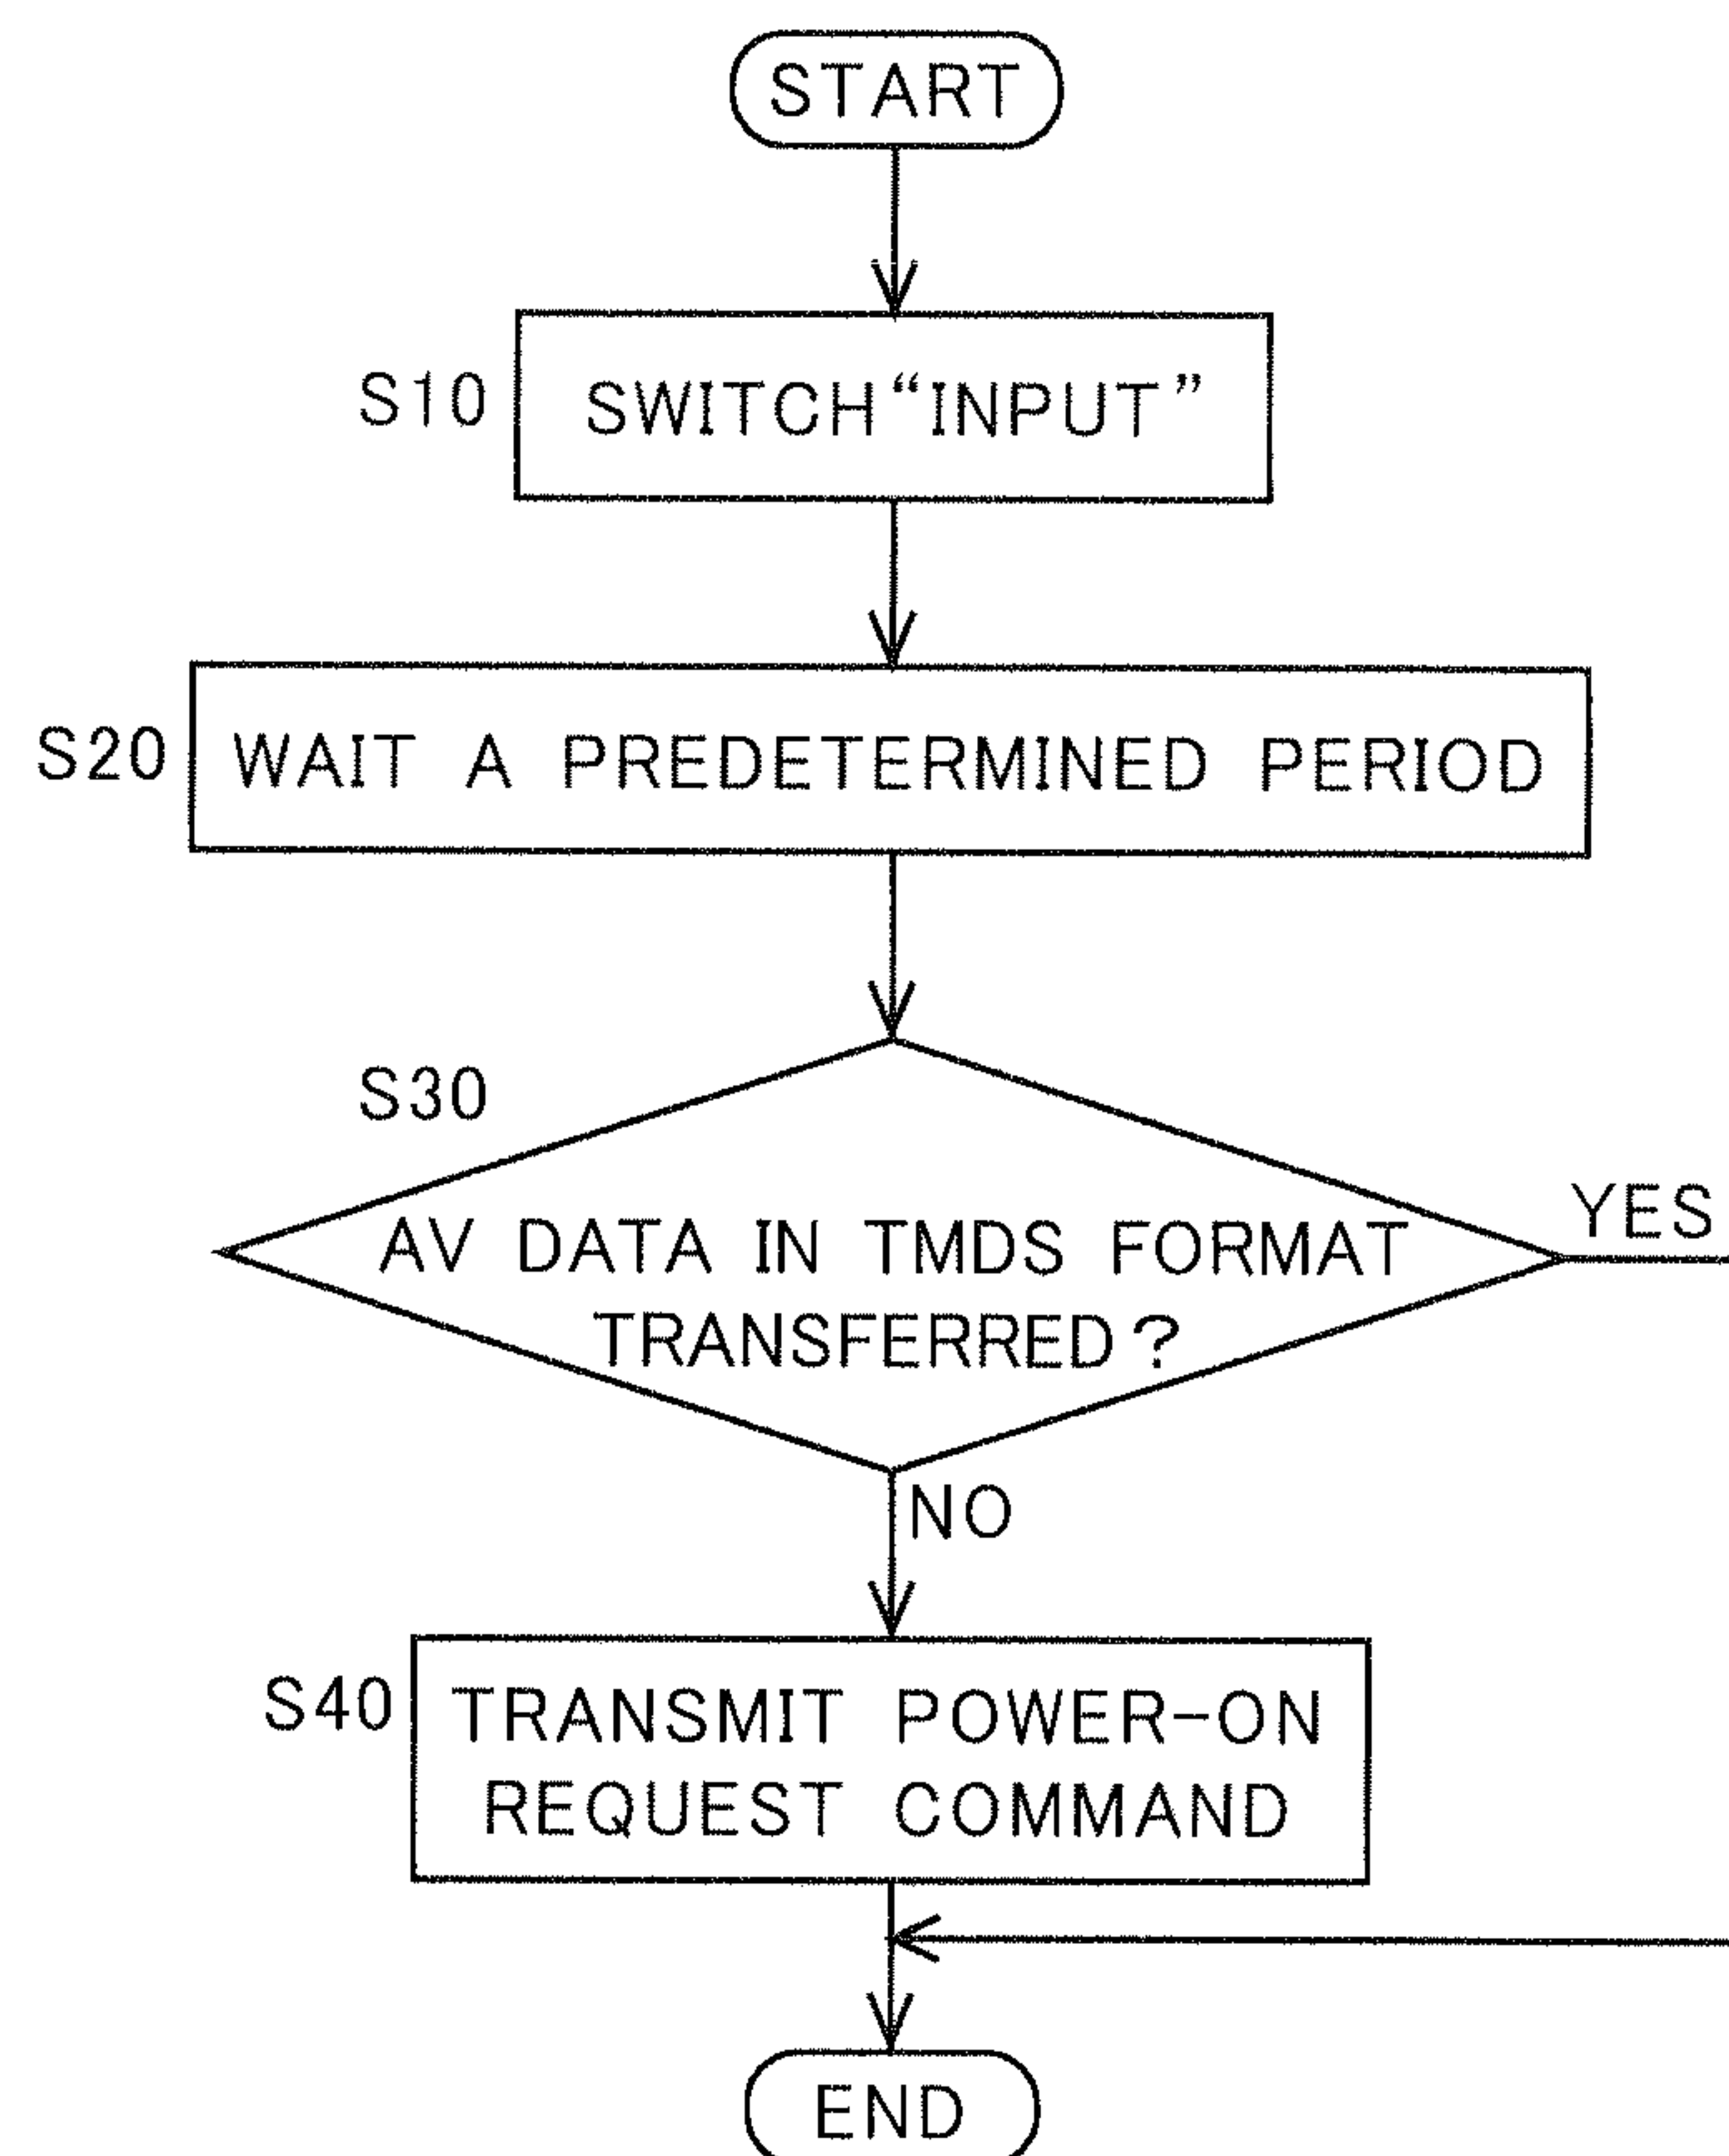 START
S10
SWITCH“INPUT”
S20
WAIT A PREDETERMINED PERIOD
S30
AV DATA IN TMDS FORMAT
TRANSFERRED?
YES
NO
S40
TRANSMIT POWER-ON
REQUEST COMMAND
END